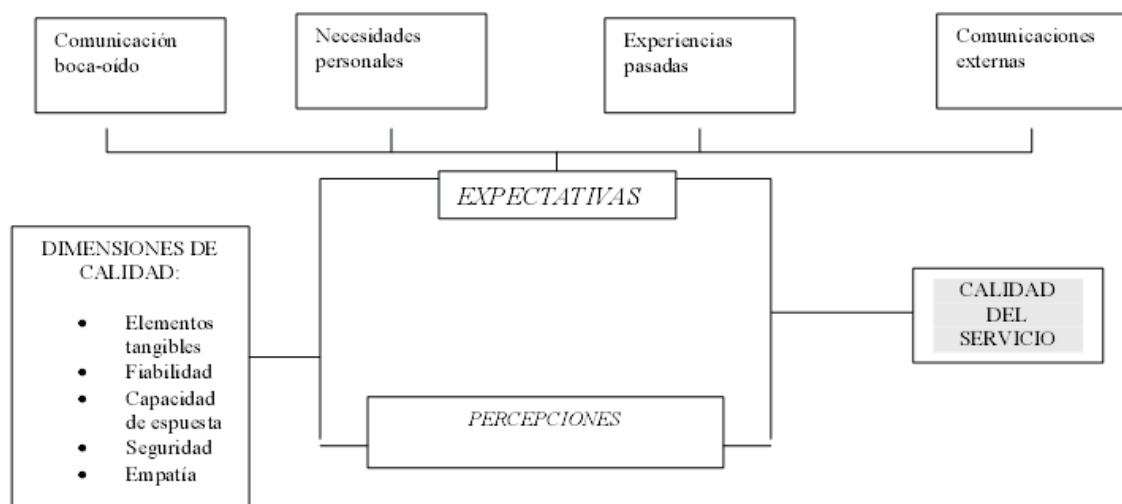 Comunicación
boca-oído
Necesidades
personales
Experiencias
pasadas
Comunicaciones
externas
EXPECTATIVAS
DIMENSIONES DE
CALIDAD:
• Elementos
tangibles
• Fiabilidad
• Capacidad
de espuesta
• Seguridad
• Empatía
CALIDAD
DEL
SERVICIO
PERCEPCIONES